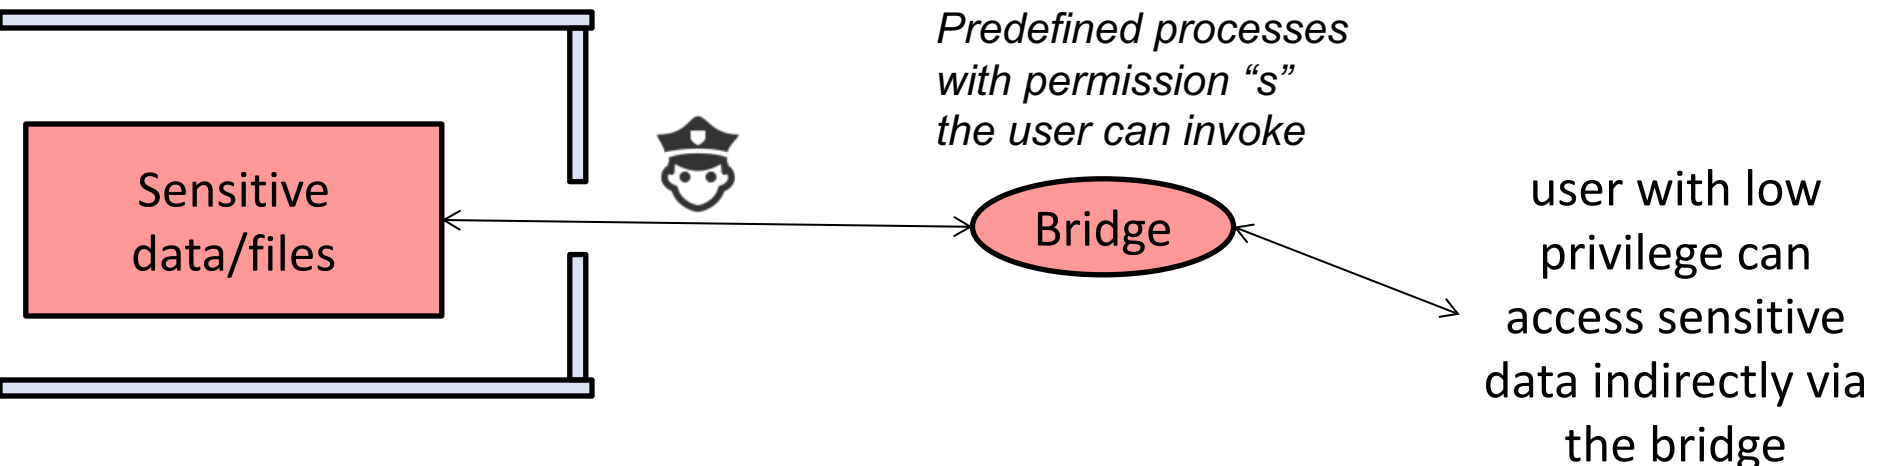 Predefined processes
with permission “s”
the user can invoke
Sensitive
data/files
Bridge
user with low
privilege can
access sensitive
data indirectly via
the bridge